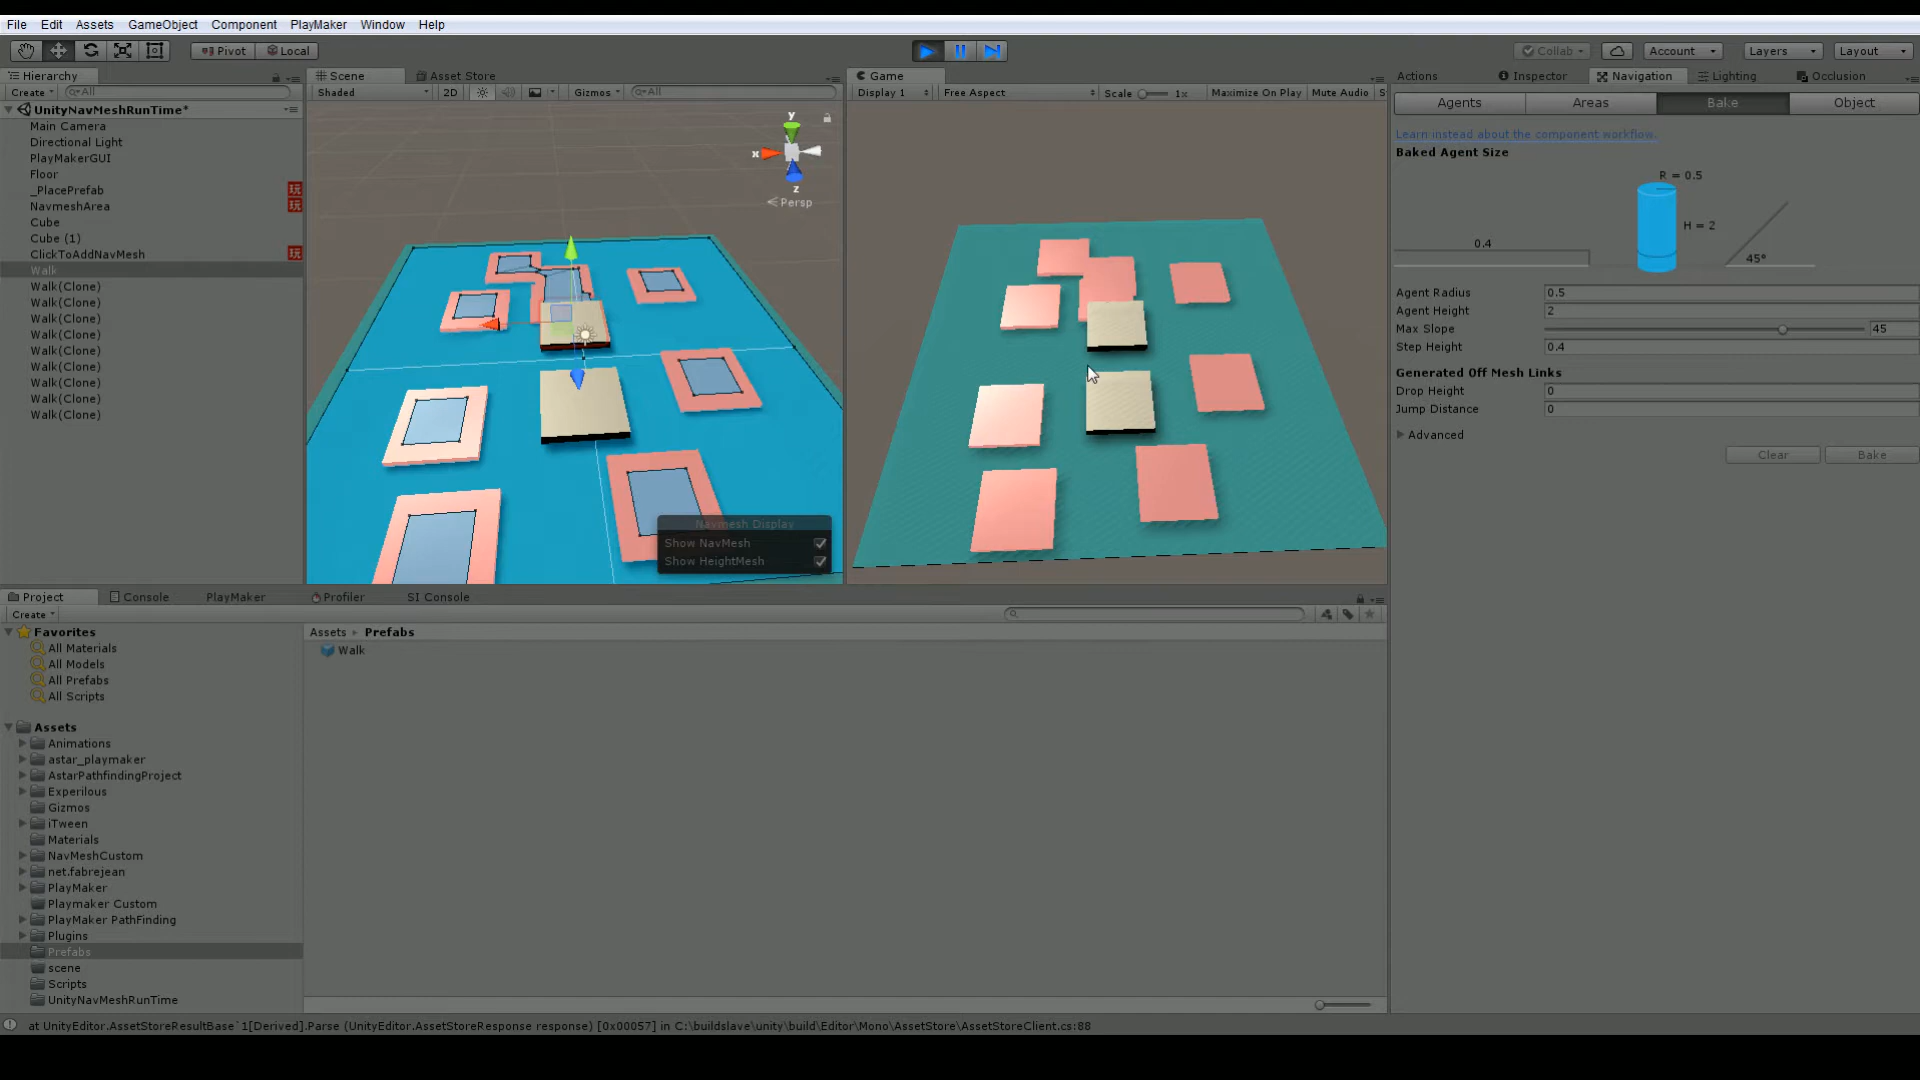 File Edit Assets GameObject Component PlayMaker Window Help
Pivot Local Collab Account Layers Layout
Hierarchy
Create All
UnityNavMeshRunTime*
Main Camera
Directional Light
PlayMakerGUI
Floor
_PlacePrefab
NavmeshArea
Cube
Cube (1)
ClickToAddNavMesh
Walk
Walk(Clone)
Walk(Clone)
Walk(Clone)
Walk(Clone)
Walk(Clone)
Walk(Clone)
Walk(Clone)
Walk(Clone)
Walk(Clone)
Scene Asset Store
Shaded 2D Gizmos All
y
x
z
Persp
Navmesh Display
Show NavMesh
Show HeightMesh
Game
Display 1 Free Aspect Scale 1x Maximize On Play Mute Audio S
Actions Inspector Navigation Lighting Occlusion
Agents Areas Bake Object
Learn instead about the component workflow.
Baked Agent Size
R = 0.5
H = 2
0.4
45°
Agent Radius 0.5
Agent Height 2
Max Slope 45
Step Height 0.4
Generated Off Mesh Links
Drop Height 0
Jump Distance 0
Advanced
Clear Bake
Project Console PlayMaker Profiler SI Console
Create
Favorites
All Materials
All Models
All Prefabs
All Scripts
Assets
Animations
astar_playmaker
AstarPathfindingProject
Experilous
Gizmos
iTween
Materials
NavMeshCustom
net.fabrejean
PlayMaker
Playmaker Custom
PlayMaker PathFinding
Plugins
Prefabs
scene
Scripts
UnityNavMeshRunTime
Assets Prefabs
Walk
at UnityEditor.AssetStoreResultBase`1[Derived].Parse (UnityEditor.AssetStoreResponse response) [0x00057] in C:\buildslave\unity\build\Editor\Mono\AssetStore\AssetStoreClient.cs:88